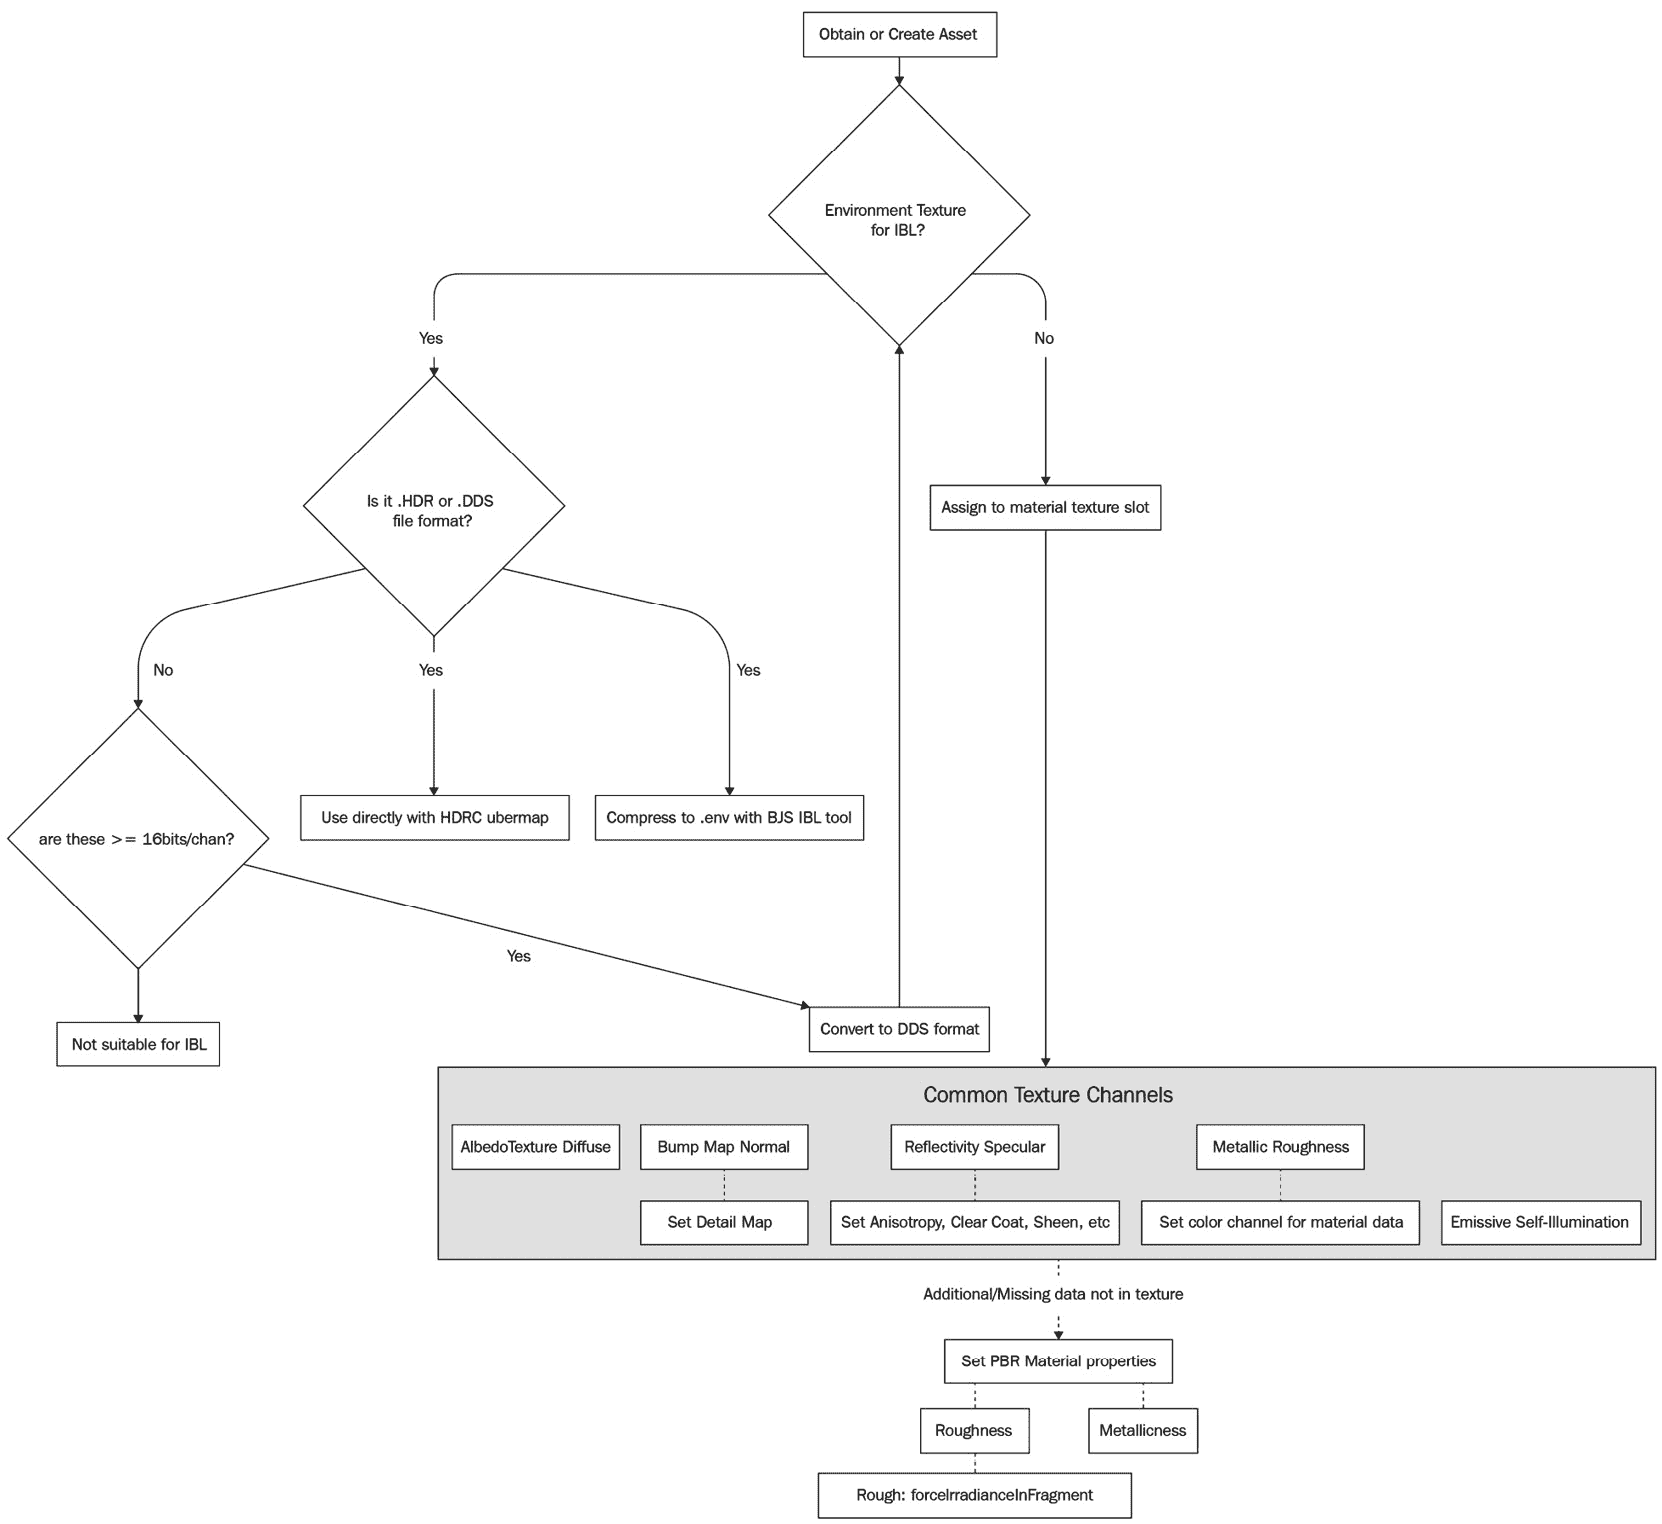 Obtain or Create Asset
Environment Texture
for IBL?
Yes
No
Is it .HDR or .DDS
file format?
Assign to material texture slot
No
Yes
Yes
Use directly with HDRC ubermap
Compress to .env with BJS IBL tool
are these >= 16bits/chan?
Yes
Convert to DDS format
Not suitable for IBL
Common Texture Channels
AlbedoTexture Diffuse
Bump Map Normal
Reflectivity Specular
Metallic Roughness
Set Detail Map
Set Anisotropy, Clear Coat, Sheen, etc
Set color channel for material data
Emissive Self-Illumination
Additional/Missing data not in texture
Set PBR Material properties
Roughness
Metallicness
Rough: forceIrradianceInFragment